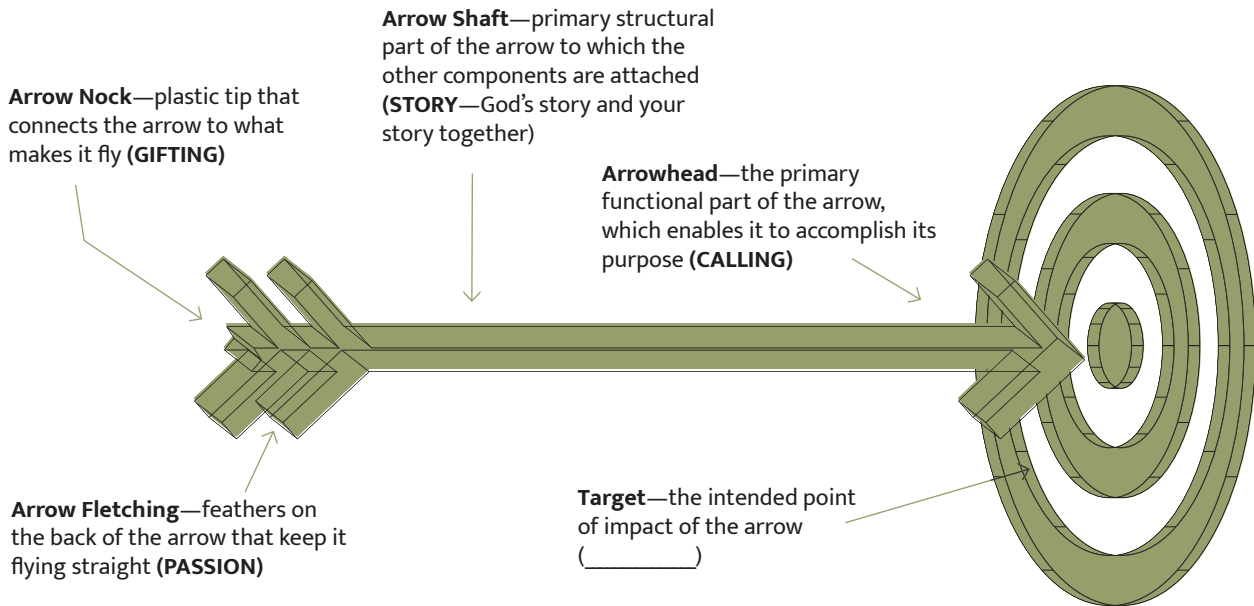 Arrow Nock—plastic tip that
connects the arrow to what
makes it fly (GIFTING)
Arrow Shaft—primary structural
part of the arrow to which the
other components are attached
(STORY—God’s story and your
story together)
Arrowhead—the primary
functional part of the arrow,
which enables it to accomplish its
purpose (CALLING)
Arrow Fletching—feathers on
the back of the arrow that keep it
flying straight (PASSION)
Target—the intended point
of impact of the arrow
(___________)